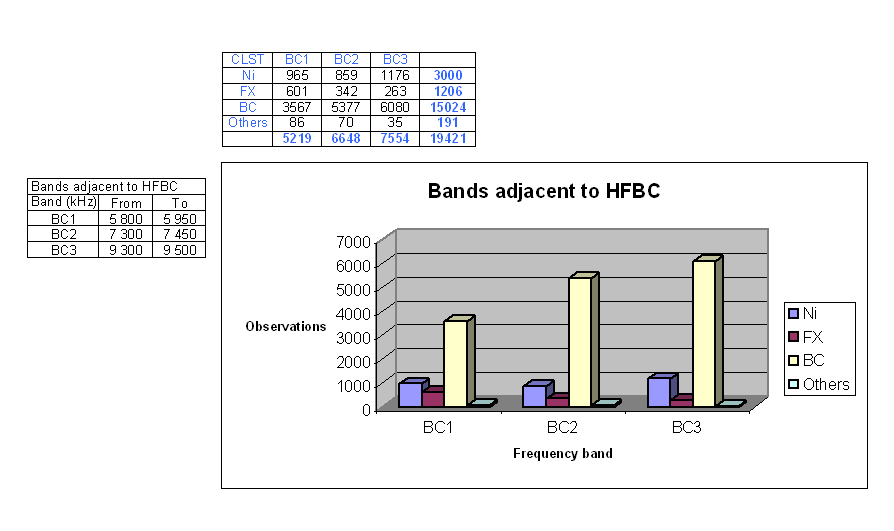 CLST BC1 BC2 BC3
Ni 965 859 1176 3000
FX 601 342 263 1206
BC 3567 5377 6080 15024
Others 86 70 35 191
5219 6648 7554 19421
Bands adjacent to HFBC
Band (kHz) From To
BC1 5 800 5 950
BC2 7 300 7 450
BC3 9 300 9 500
Bands adjacent to HFBC
7000
6000
5000
4000
3000
2000
1000
0
Observations
BC1 BC2 BC3
Frequency band
Ni
FX
BC
Others